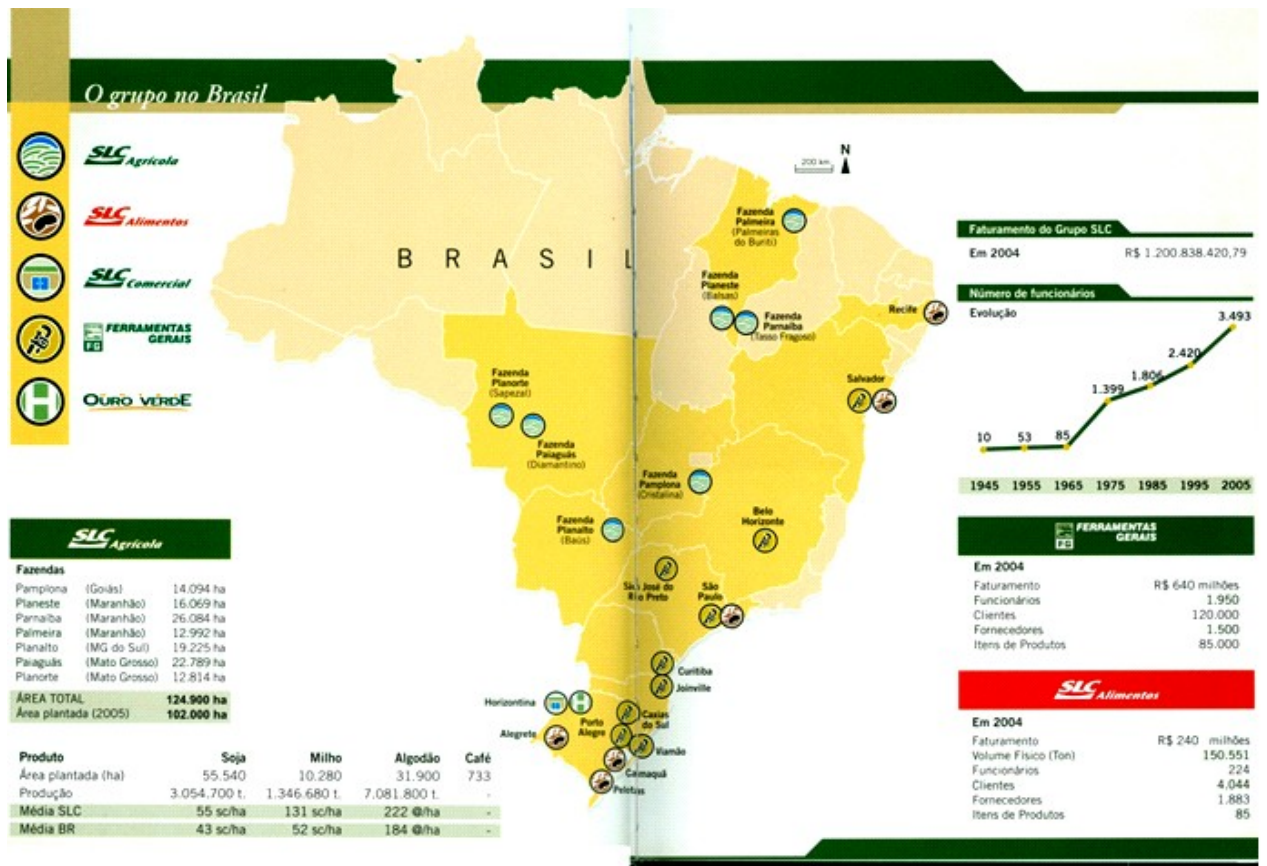 O grupo no Brasil
SLC Agrícola
SLC Alimentos
SLC Comercial
FG FERRAMENTAS
GERAIS
OURO VERDE
BRASIL
200 km
N
Fazenda
Palmeira
(Palmeiras
do Buriti)
Fazenda
Planeste
(Balsas)
Fazenda
Parnaíba
(Tasso Fragoso)
Recife
Salvador
Fazenda
Planorte
(Sapezal)
Fazenda
Paiaguás
(Diamantino)
Fazenda
Pamplona
(Cristalina)
Fazenda
Planalto
(Baús)
Belo
Horizonte
São José do
Rio Preto
São
Paulo
Curitiba
Joinville
Horizontina
Caxias
do Sul
Porto
Alegre
Alegrete
Viamão
Camaquã
Pelotas
Faturamento do Grupo SLC
Em 2004 R$ 1.200.838.420,79
Número de funcionários
Evolução
3.493
2.420
1.806
1.399
10 53 85
1945 1955 1965 1975 1985 1995 2005
SLC Agrícola
Fazendas
Pamplona (Goiás) 14.094 ha
Planeste (Maranhão) 16.069 ha
Parnaíba (Maranhão) 26.084 ha
Palmeira (Maranhão) 12.992 ha
Planalto (MG do Sul) 19.225 ha
Paiaguás (Mato Grosso) 22.789 ha
Planorte (Mato Grosso) 12.814 ha
ÁREA TOTAL 124.900 ha
Área plantada (2005) 102.000 ha
Produto Soja Milho Algodão Café
Área plantada (ha) 55.540 10.280 31.900 733
Produção 3.054.700 t. 1.346.680 t. 7.081.800 t. -
Média SLC 55 sc/ha 131 sc/ha 222 @/ha -
Média BR 43 sc/ha 52 sc/ha 184 @/ha -
FG FERRAMENTAS
GERAIS
Em 2004
Faturamento R$ 640 milhões
Funcionários 1.950
Clientes 120.000
Fornecedores 1.500
Itens de Produtos 85.000
SLC Alimentos
Em 2004
Faturamento R$ 240 milhões
Volume Físico (Ton) 150.551
Funcionários 224
Clientes 4.044
Fornecedores 1.883
Itens de Produtos 85